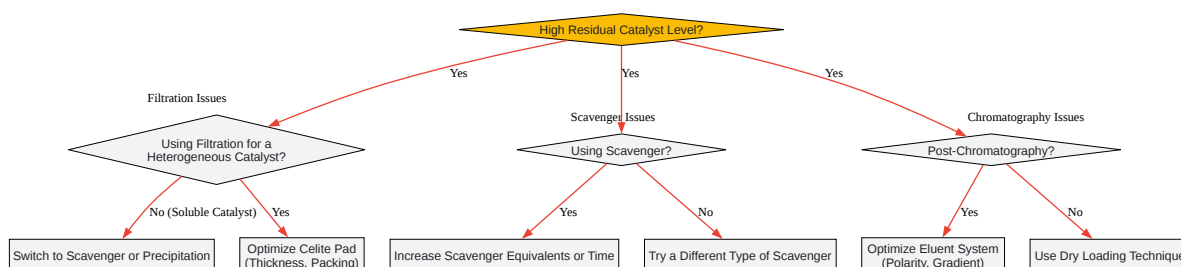 High Residual Catalyst Level?
Yes
Yes
Yes
Filtration Issues
Scavenger Issues
Chromatography Issues
Using Filtration for a
Heterogeneous Catalyst?
Using Scavenger?
Post-Chromatography?
No (Soluble Catalyst)
Yes
Yes
No
Yes
No
Switch to Scavenger or Precipitation
Optimize Celite Pad
(Thickness, Packing)
Increase Scavenger Equivalents or Time
Try a Different Type of Scavenger
Optimize Eluent System
(Polarity, Gradient)
Use Dry Loading Technique